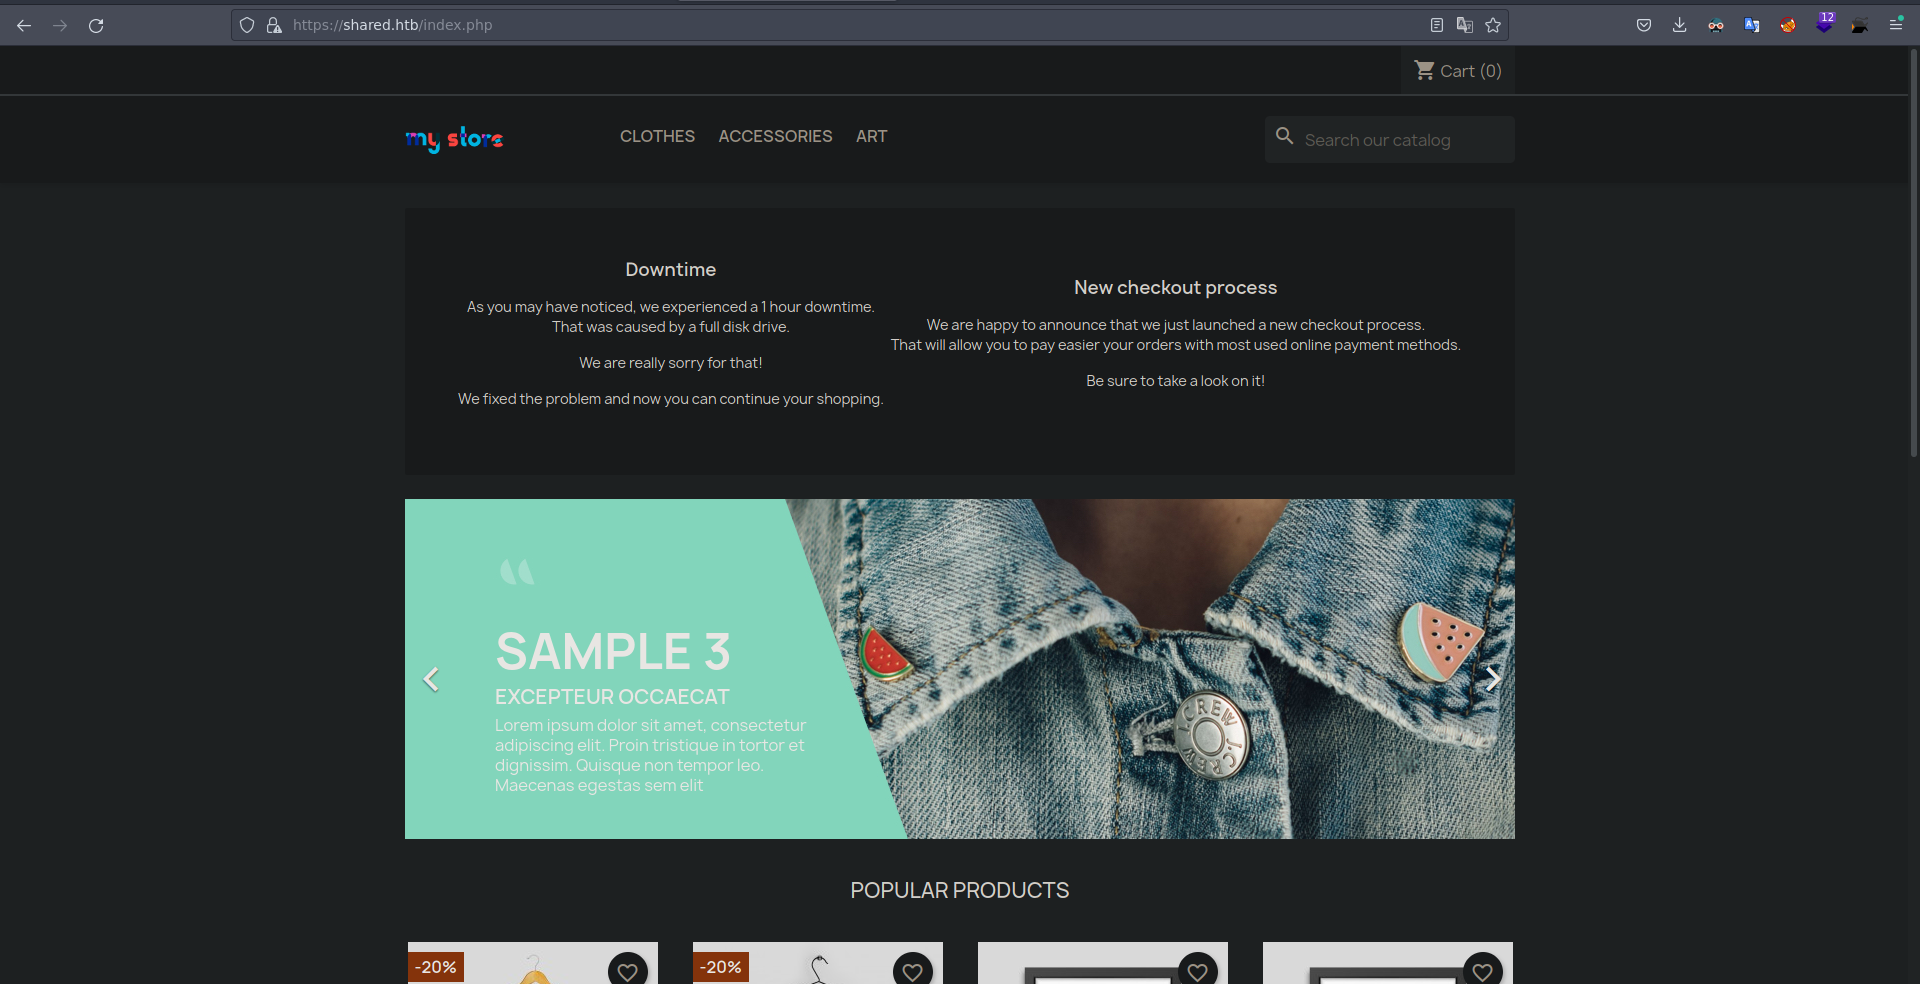 https://shared.htb/index.php
12
Cart (0)
my store
CLOTHES ACCESSORIES ART
Search our catalog
Downtime
As you may have noticed, we experienced a 1 hour downtime.
That was caused by a full disk drive.
We are really sorry for that!
We fixed the problem and now you can continue your shopping.
New checkout process
We are happy to announce that we just launched a new checkout process.
That will allow you to pay easier your orders with most used online payment methods.
Be sure to take a look on it!
“
SAMPLE 3
EXCEPTEUR OCCAECAT
Lorem ipsum dolor sit amet, consectetur
adipiscing elit. Proin tristique in tortor et
dignissim. Quisque non tempor leo.
Maecenas egestas sem elit
J.CREW J.CREW
POPULAR PRODUCTS
-20%
-20%